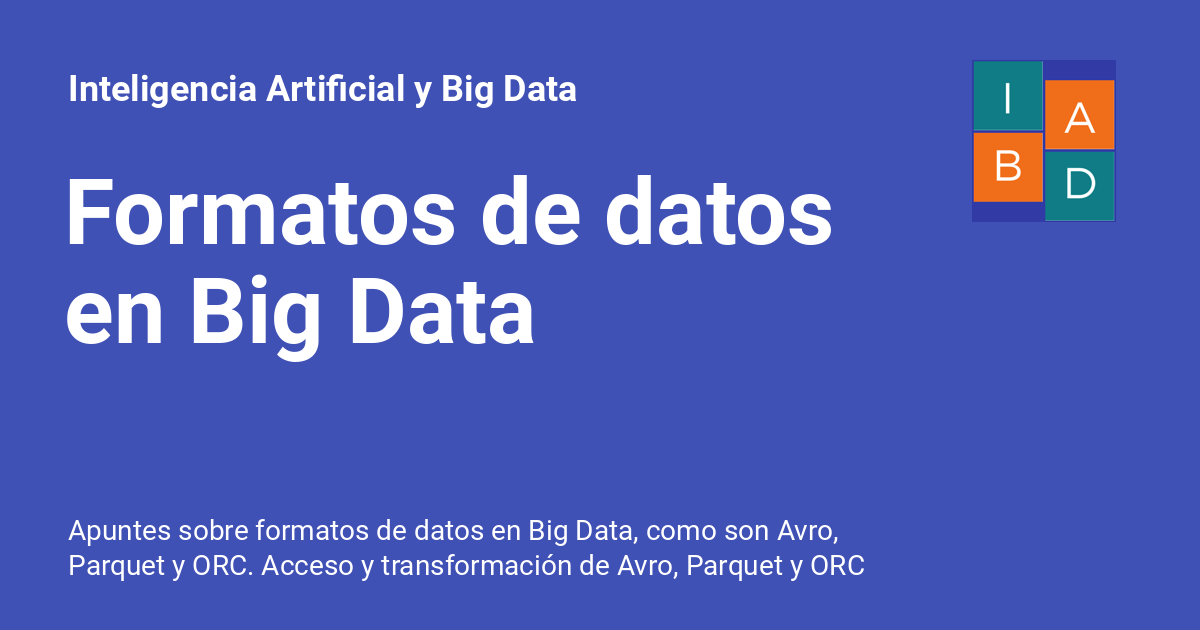 Inteligencia Artificial y Big Data
I A
B D
Formatos de datos
en Big Data
Apuntes sobre formatos de datos en Big Data, como son Avro,
Parquet y ORC. Acceso y transformación de Avro, Parquet y ORC